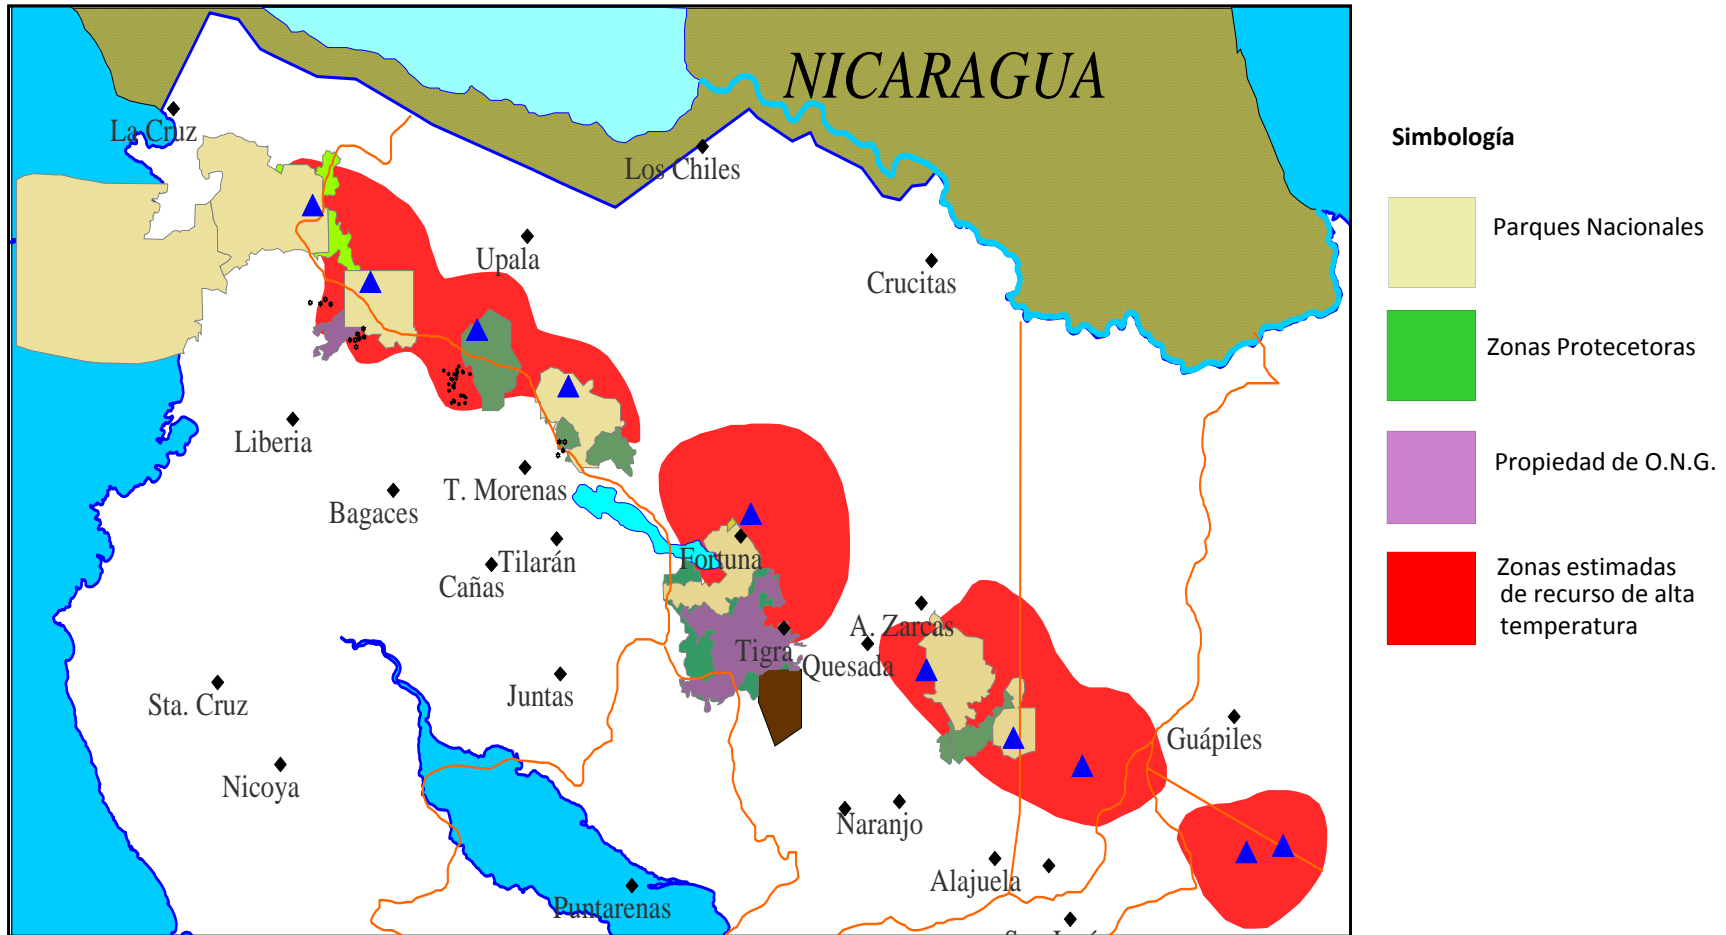 NICARAGUA
La Cruz
Los Chiles
Upala
Crucitas
Liberia
T. Morenas
Bagaces
Tilarán
Cañas
Fortuna
A. Zarcas
Tigra
Quesada
Juntas
Sta. Cruz
Guápiles
Nicoya
Naranjo
Alajuela
Puntarenas
Simbología
Parques Nacionales
Zonas Protecetoras
Propiedad de O.N.G.
Zonas estimadas
de recurso de alta
temperatura